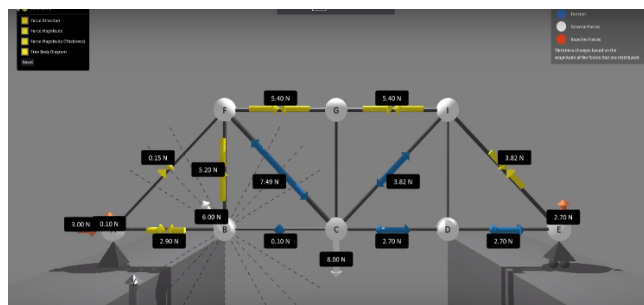 Force Direction
Force Magnitude
Force Magnitude (Thickness)
Free Body Diagram
Reset
Tension
External Forces
Reactive Forces
Thickness changes based on the
magnitude of the forces that are distributed
5.40 N
5.40 N
F
G
I
0.15 N
5.20 N
7.49 N
3.82 N
3.82 N
6.00 N
3.00 N
0.10 N
2.70 N
B
C
D
E
2.90 N
0.10 N
2.70 N
2.70 N
8.00 N